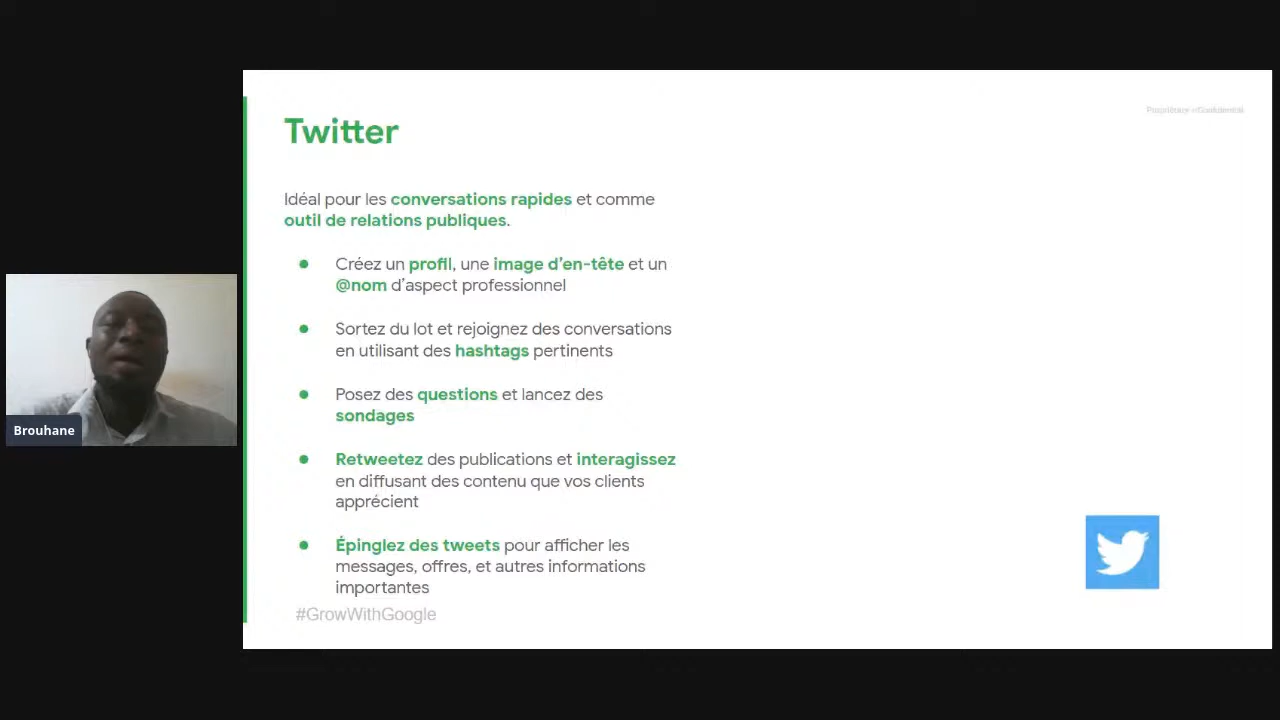 Propriétaire + Confidential
Twitter
Idéal pour les conversations rapides et comme
outil de relations publiques.
Créez un profil, une image d'en-tête et un
@nom d'aspect professionnel
Sortez du lot et rejoignez des conversations
en utilisant des hashtags pertinents
Posez des questions et lancez des
sondages
Retweetez des publications et interagissez
en diffusant des contenu que vos clients
apprécient
Épinglez des tweets pour afficher les
messages, offres, et autres informations
importantes
#GrowWithGoogle
Brouhane